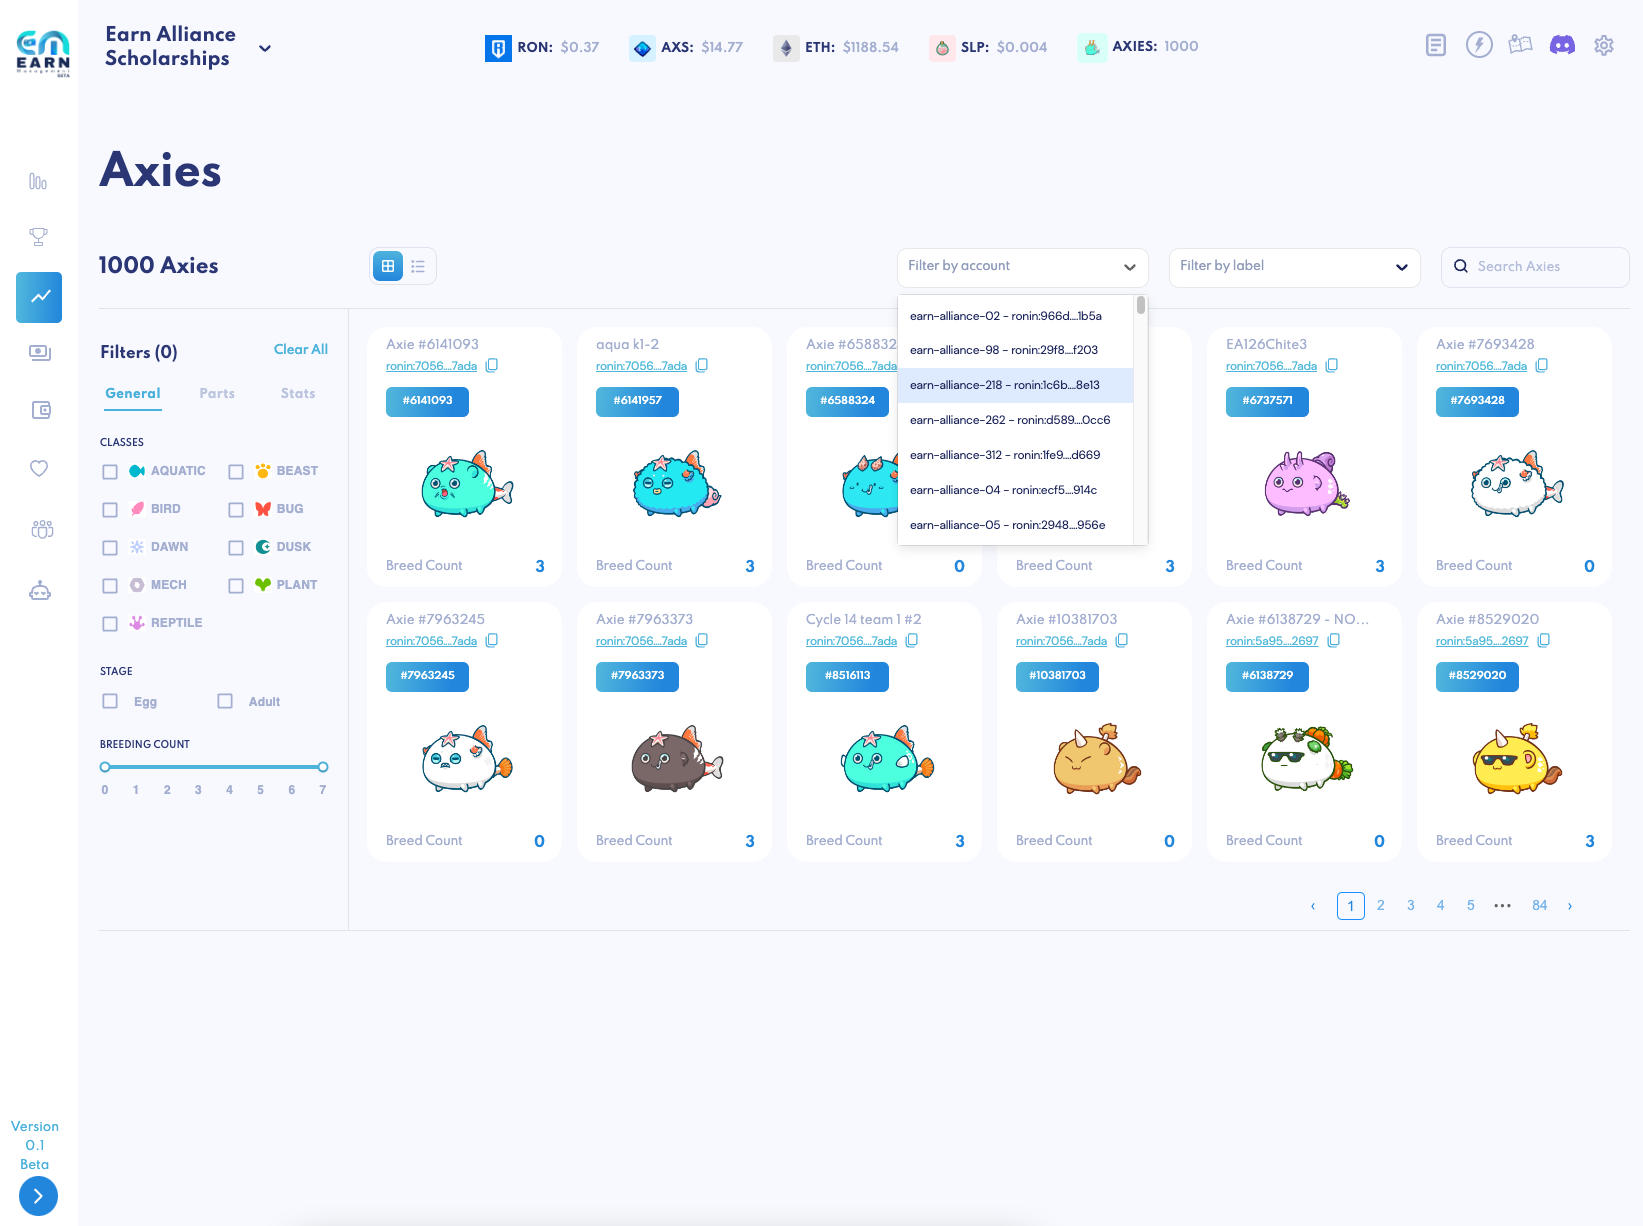 EARN
Management
BETA
Earn Alliance
Scholarships
RON: $0.37
AXS: $14.77
ETH: $1188.54
SLP: $0.004
AXIES: 1000
Axies
1000 Axies
Filter by account
Filter by label
Search Axies
earn-alliance-02 - ronin:966d....1b5a
earn-alliance-98 - ronin:29f8....f203
earn-alliance-218 - ronin:1c6b....8e13
earn-alliance-262 - ronin:d589....0cc6
earn-alliance-312 - ronin:1fe9....d669
earn-alliance-04 - ronin:ecf5....914c
earn-alliance-05 - ronin:2948....956e
Filters (0)
Clear All
General Parts Stats
CLASSES
AQUATIC BEAST
BIRD BUG
DAWN DUSK
MECH PLANT
REPTILE
STAGE
Egg Adult
BREEDING COUNT
0 1 2 3 4 5 6 7
Axie #6141093
ronin:7056....7ada
#6141093
Breed Count 3
aqua k1-2
ronin:7056....7ada
#6141957
Breed Count 3
Axie #658832
ronin:7056....7ada
#6588324
Breed Count 0
Breed Count 3
EA126Chite3
ronin:7056....7ada
#6737571
Breed Count 3
Axie #7693428
ronin:7056....7ada
#7693428
Breed Count 0
Axie #7963245
ronin:7056....7ada
#7963245
Breed Count 0
Axie #7963373
ronin:7056....7ada
#7963373
Breed Count 3
Cycle 14 team 1 #2
ronin:7056....7ada
#8516113
Breed Count 3
Axie #10381703
ronin:7056....7ada
#10381703
Breed Count 0
Axie #6138729 - NO...
ronin:5a95....2697
#6138729
Breed Count 0
Axie #8529020
ronin:5a95....2697
#8529020
Breed Count 3
‹ 1 2 3 4 5 ••• 84 ›
Version
0.1
Beta